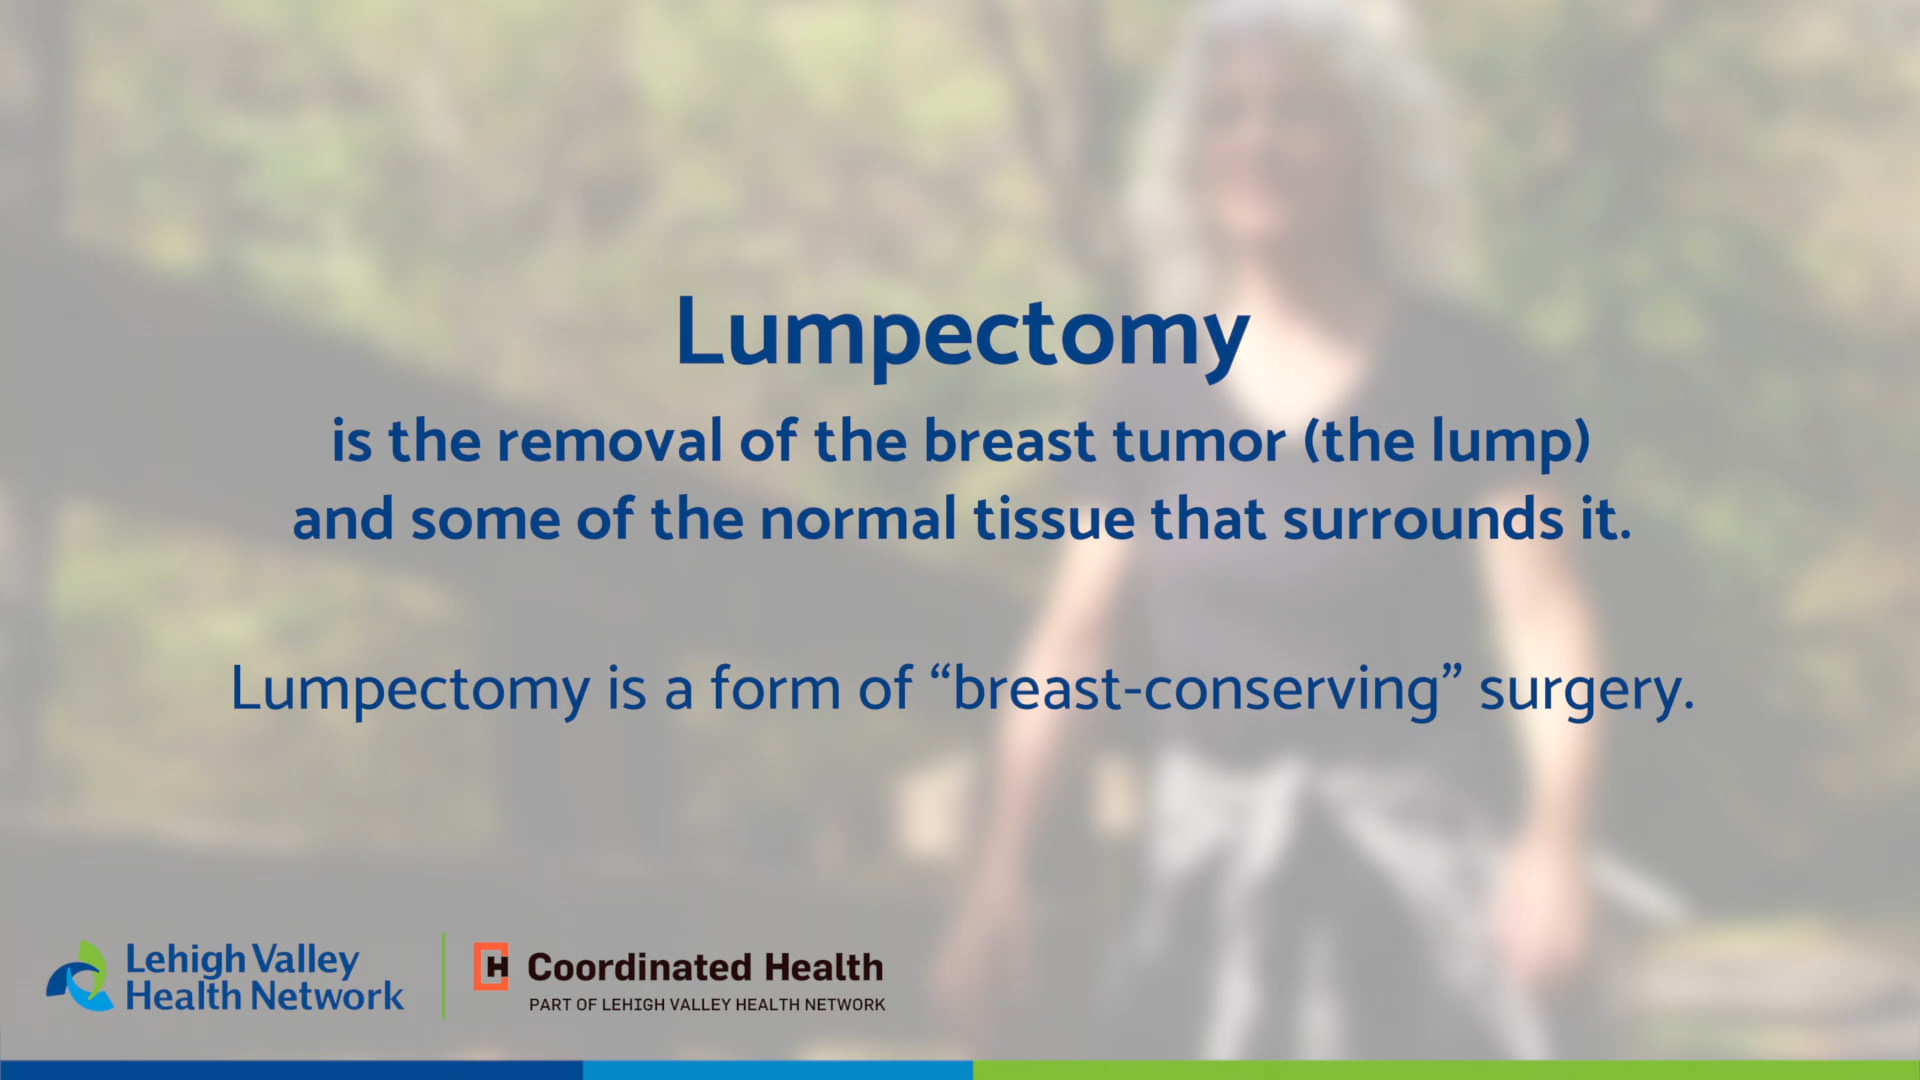 Lumpectomy
is the removal of the breast tumor (the lump)
and some of the normal tissue that surrounds it.
Lumpectomy is a form of “breast-conserving” surgery.
Lehigh Valley
Health Network
H Coordinated Health
PART OF LEHIGH VALLEY HEALTH NETWORK